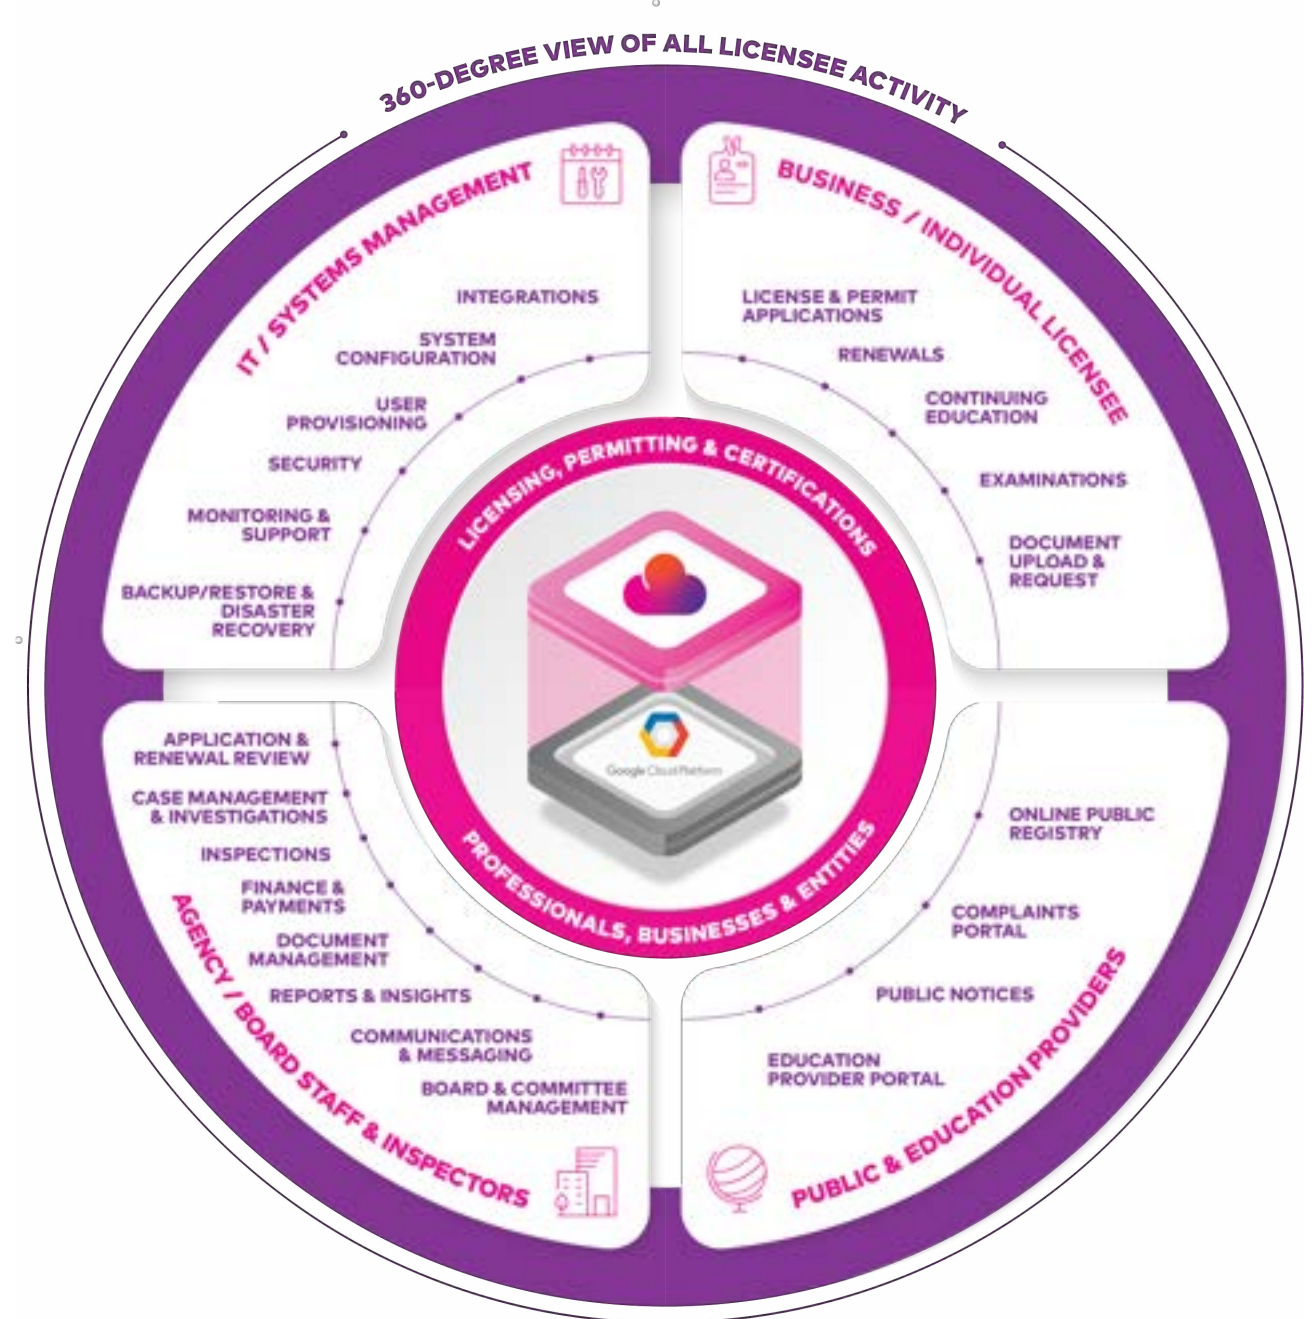 360-DEGREE VIEW OF ALL LICENSEE ACTIVITY
IT / SYSTEMS MANAGEMENT
INTEGRATIONS
SYSTEM
CONFIGURATION
USER
PROVISIONING
SECURITY
MONITORING &
SUPPORT
BACKUP/RESTORE &
DISASTER
RECOVERY
BUSINESS / INDIVIDUAL LICENSEE
LICENSE & PERMIT
APPLICATIONS
RENEWALS
CONTINUING
EDUCATION
EXAMINATIONS
DOCUMENT
UPLOAD &
REQUEST
LICENSING, PERMITTING & CERTIFICATIONS
Google Cloud Platform
PROFESSIONALS, BUSINESSES & ENTITIES
APPLICATION &
RENEWAL REVIEW
CASE MANAGEMENT
& INVESTIGATIONS
INSPECTIONS
FINANCE &
PAYMENTS
DOCUMENT
MANAGEMENT
REPORTS & INSIGHTS
COMMUNICATIONS
& MESSAGING
BOARD & COMMITTEE
MANAGEMENT
AGENCY / BOARD STAFF & INSPECTORS
ONLINE PUBLIC
REGISTRY
COMPLAINTS
PORTAL
PUBLIC NOTICES
EDUCATION
PROVIDER PORTAL
PUBLIC & EDUCATION PROVIDERS